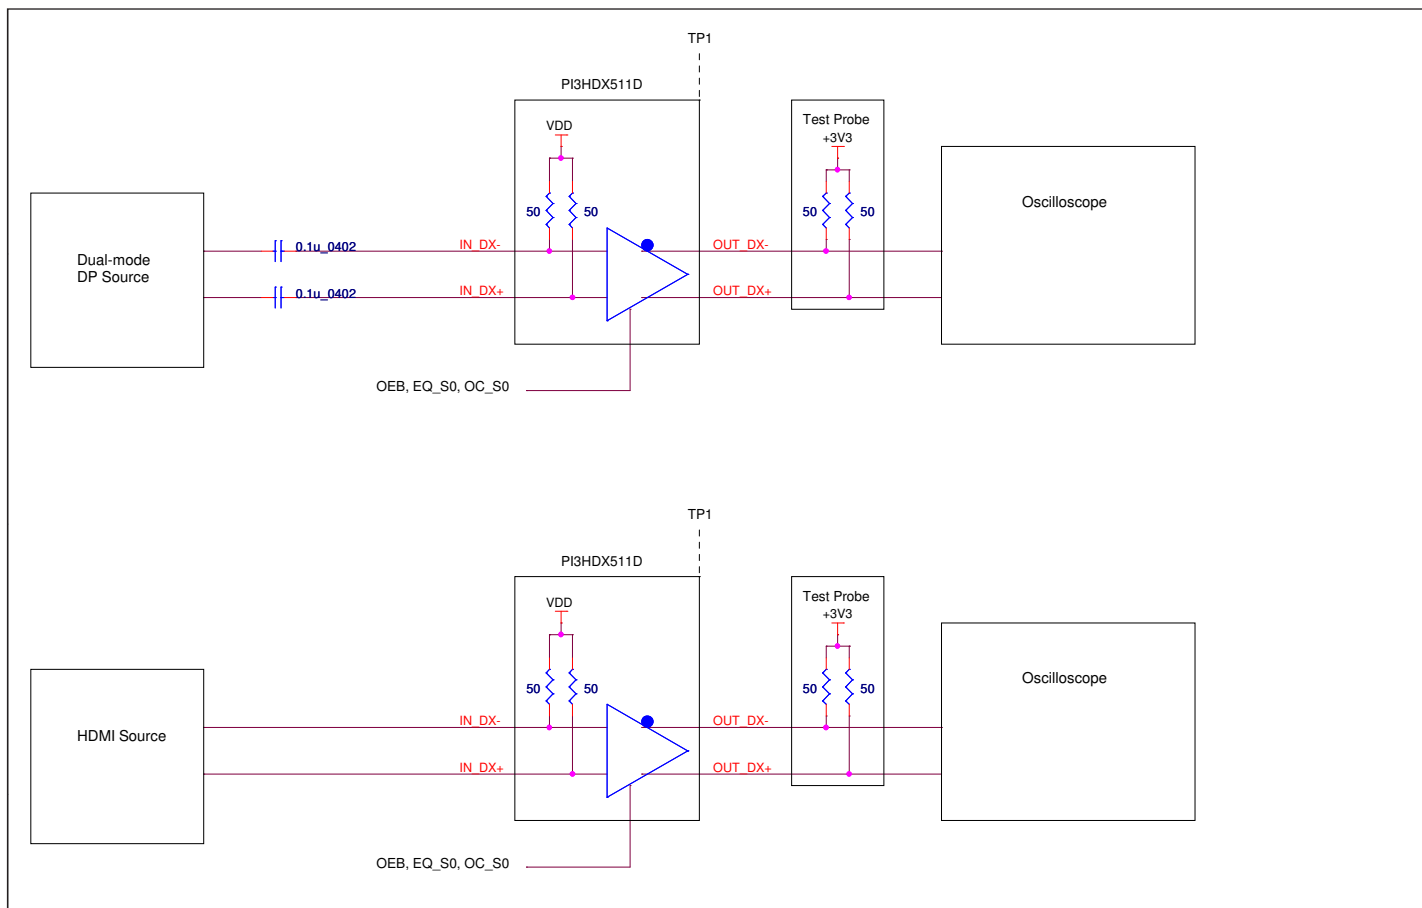 TP1
PI3HDX511D
VDD
Test Probe
+3V3
Oscilloscope
50
50
50
50
Dual-mode
DP Source
0.1u_0402
IN_DX-
OUT_DX-
0.1u_0402
IN_DX+
OUT_DX+
OEB, EQ_S0, OC_S0
TP1
PI3HDX511D
VDD
Test Probe
+3V3
Oscilloscope
50
50
50
50
HDMI Source
IN_DX-
OUT_DX-
IN_DX+
OUT_DX+
OEB, EQ_S0, OC_S0